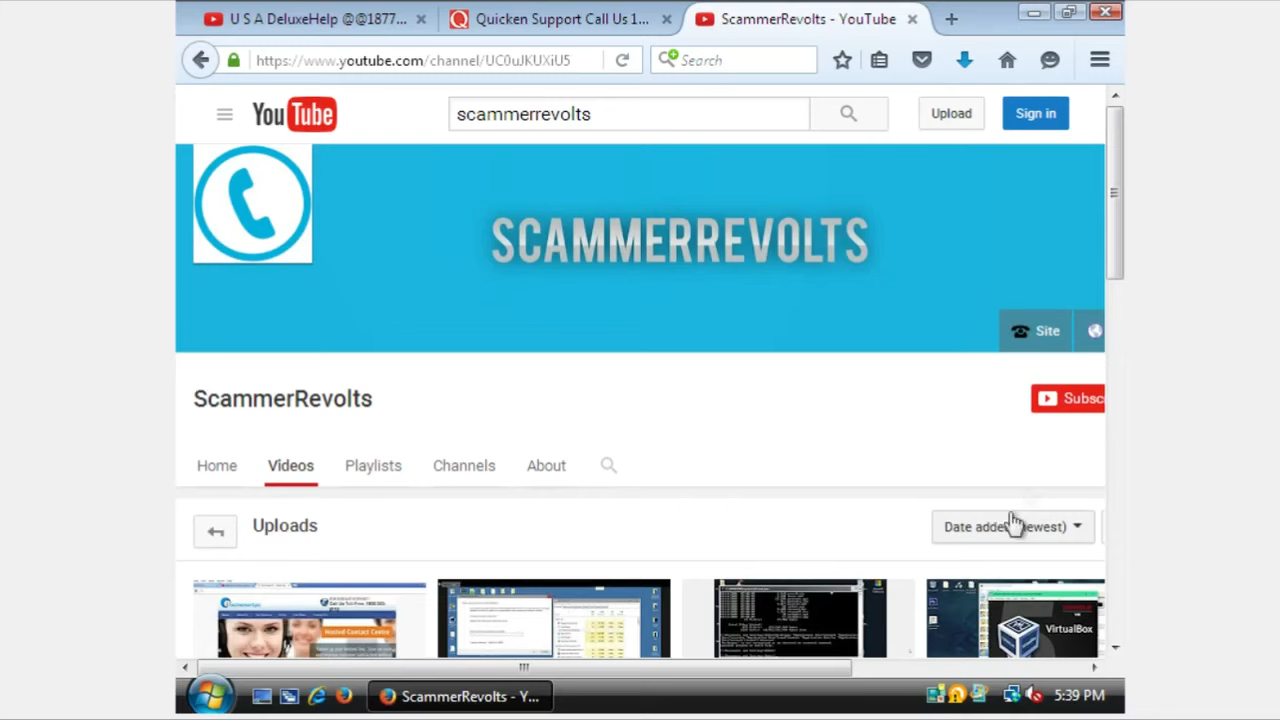 U S A DeluxeHelp @@1877...
Quicken Support Call Us 1...
ScammerRevolts - YouTube
https://www.youtube.com/channel/UC0uJKUXiU5
Search
YouTube
scammerrevolts
Upload
Sign in
SCAMMERREVOLTS
Site
ScammerRevolts
Subsc
Home
Videos
Playlists
Channels
About
Uploads
Date added ewest)
VirtualBox
ScammerRevolts - Y...
5:39 PM